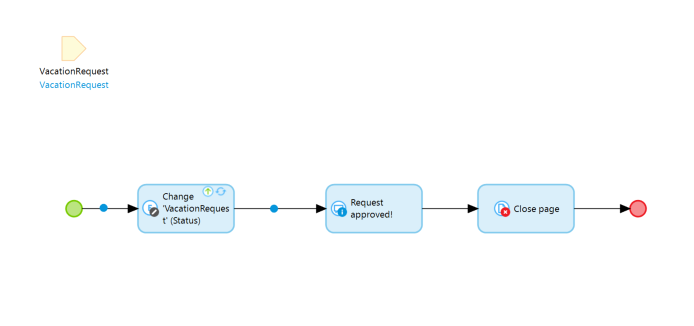 VacationRequest
VacationRequest
Change
'VacationReques
t' (Status)
Request
approved!
Close page